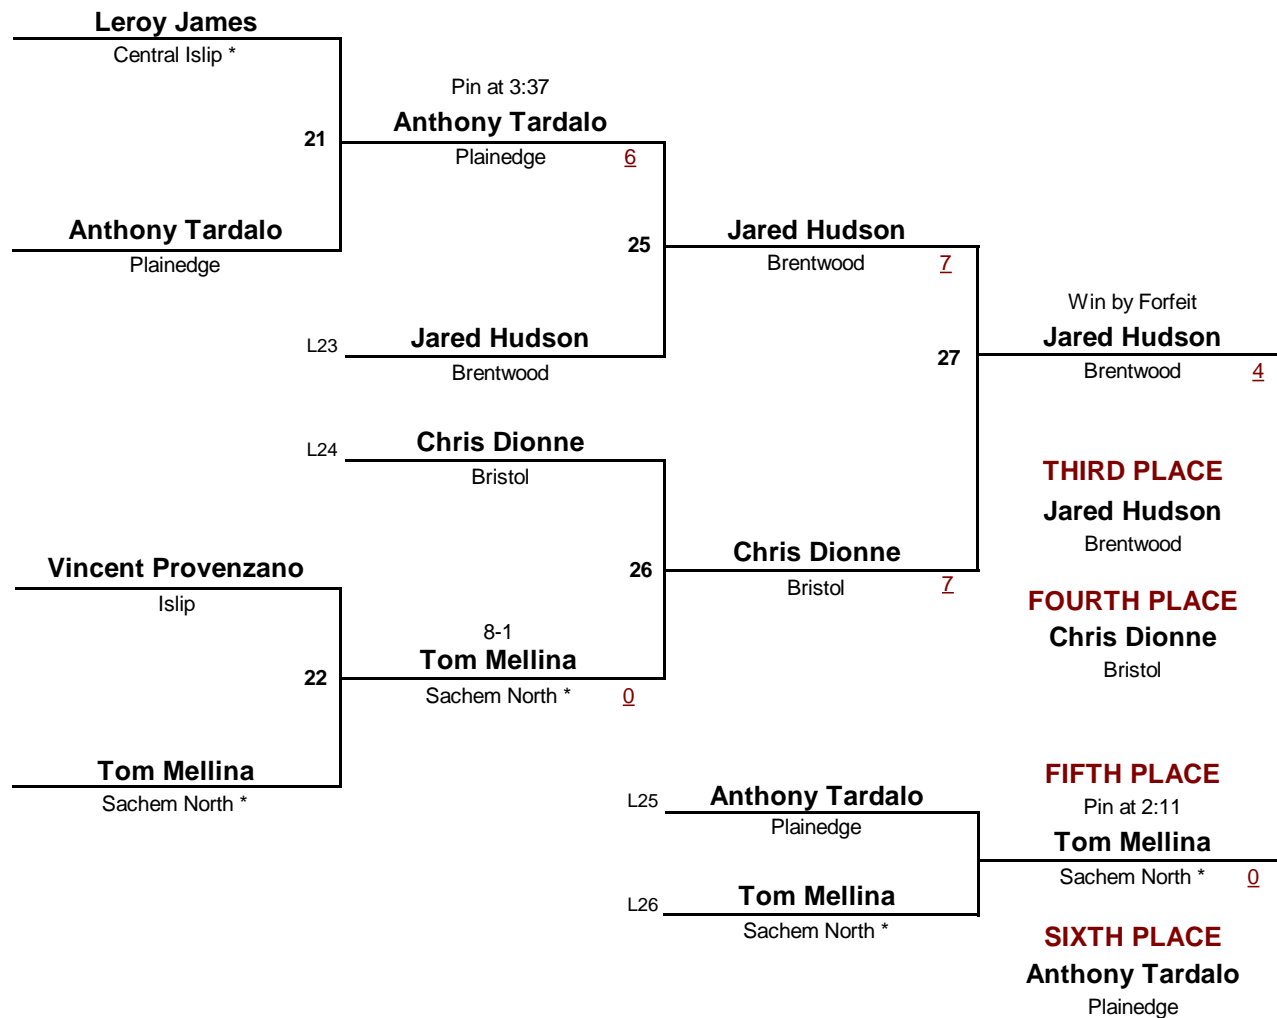 Leroy James
Central Islip *
21
Anthony Tardalo
Plainedge
Pin at 3:37
Anthony Tardalo
Plainedge
6
25
L23
Jared Hudson
Brentwood
Jared Hudson
Brentwood
7
27
Win by Forfeit
Jared Hudson
Brentwood
4
L24
Chris Dionne
Bristol
26
Chris Dionne
Bristol
7
Vincent Provenzano
Islip
22
Tom Mellina
Sachem North *
8-1
Tom Mellina
Sachem North *
0
THIRD PLACE
Jared Hudson
Brentwood
FOURTH PLACE
Chris Dionne
Bristol
L25
Anthony Tardalo
Plainedge
L26
Tom Mellina
Sachem North *
FIFTH PLACE
Pin at 2:11
Tom Mellina
Sachem North *
0
SIXTH PLACE
Anthony Tardalo
Plainedge